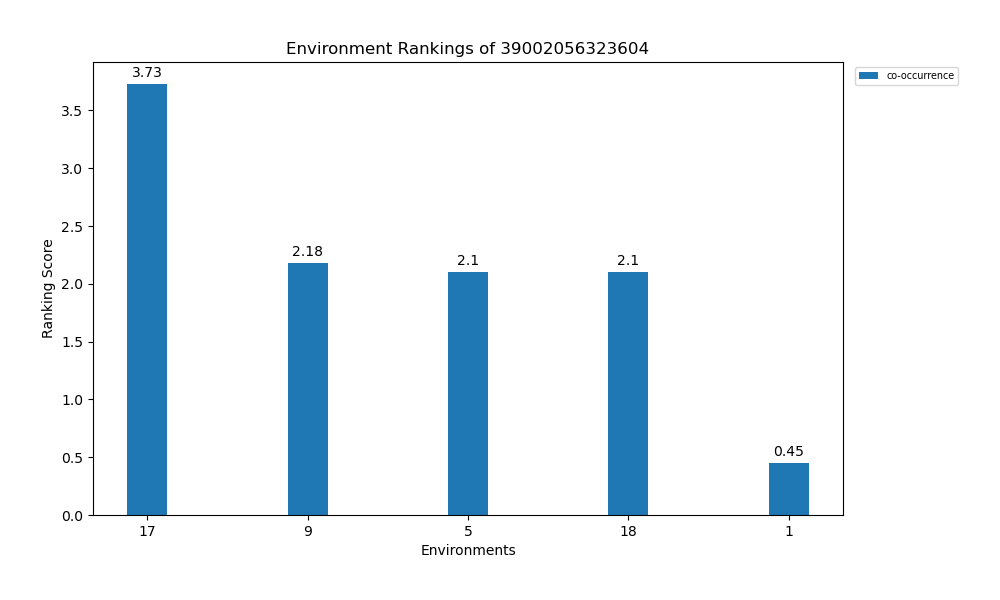 Environment Rankings of 39002056323604
co-occurrence
3.73
2.18
2.1
2.1
0.45
Ranking Score
3.5
3.0
2.5
2.0
1.5
1.0
0.5
0.0
17 9 5 18 1
Environments